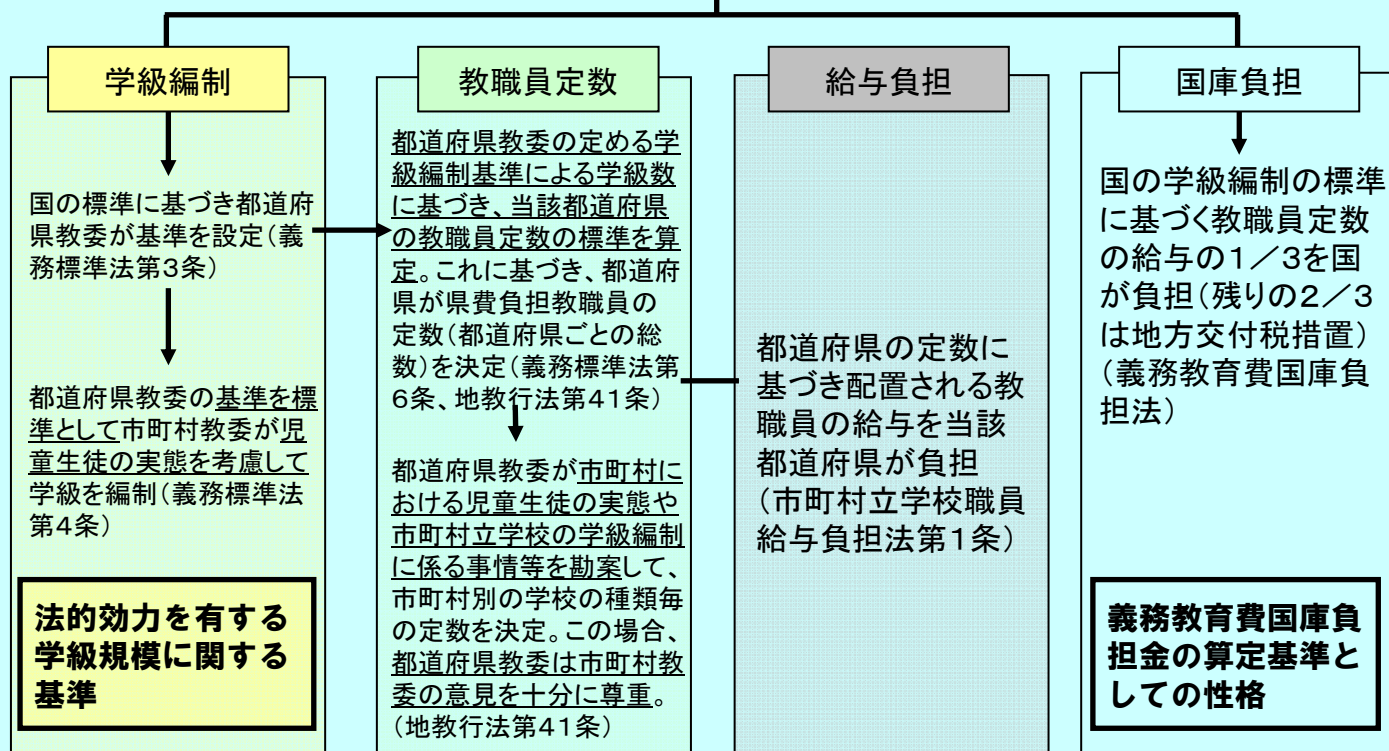 学級編制
国の標準に基づき都道府
県教委が基準を設定（義
務標準法第３条）
都道府県教委の基準を標
準として市町村教委が児
童生徒の実態を考慮して
学級を編制（義務標準法
第４条）
法的効力を有する
学級規模に関する
基準
教職員定数
都道府県教委の定める学
級編制基準による学級数
に基づき、当該都道府県
の教職員定数の標準を算
定。これに基づき、都道府
県が県費負担教職員の
定数（都道府県ごとの総
数）を決定（義務標準法第
６条、地教行法第４１条）
都道府県教委が市町村に
おける児童生徒の実態や
市町村立学校の学級編制
に係る事情等を勘案して、
市町村別の学校の種類毎
の定数を決定。この場合、
都道府県教委は市町村教
委の意見を十分に尊重。
（地教行法第４１条）
給与負担
都道府県の定数に
基づき配置される教
職員の給与を当該
都道府県が負担
（市町村立学校職員
給与負担法第１条）
国庫負担
国の学級編制の標準
に基づく教職員定数
の給与の１／３を国
が負担（残りの２／３
は地方交付税措置）
（義務教育費国庫負
担法）
義務教育費国庫負
担金の算定基準と
しての性格